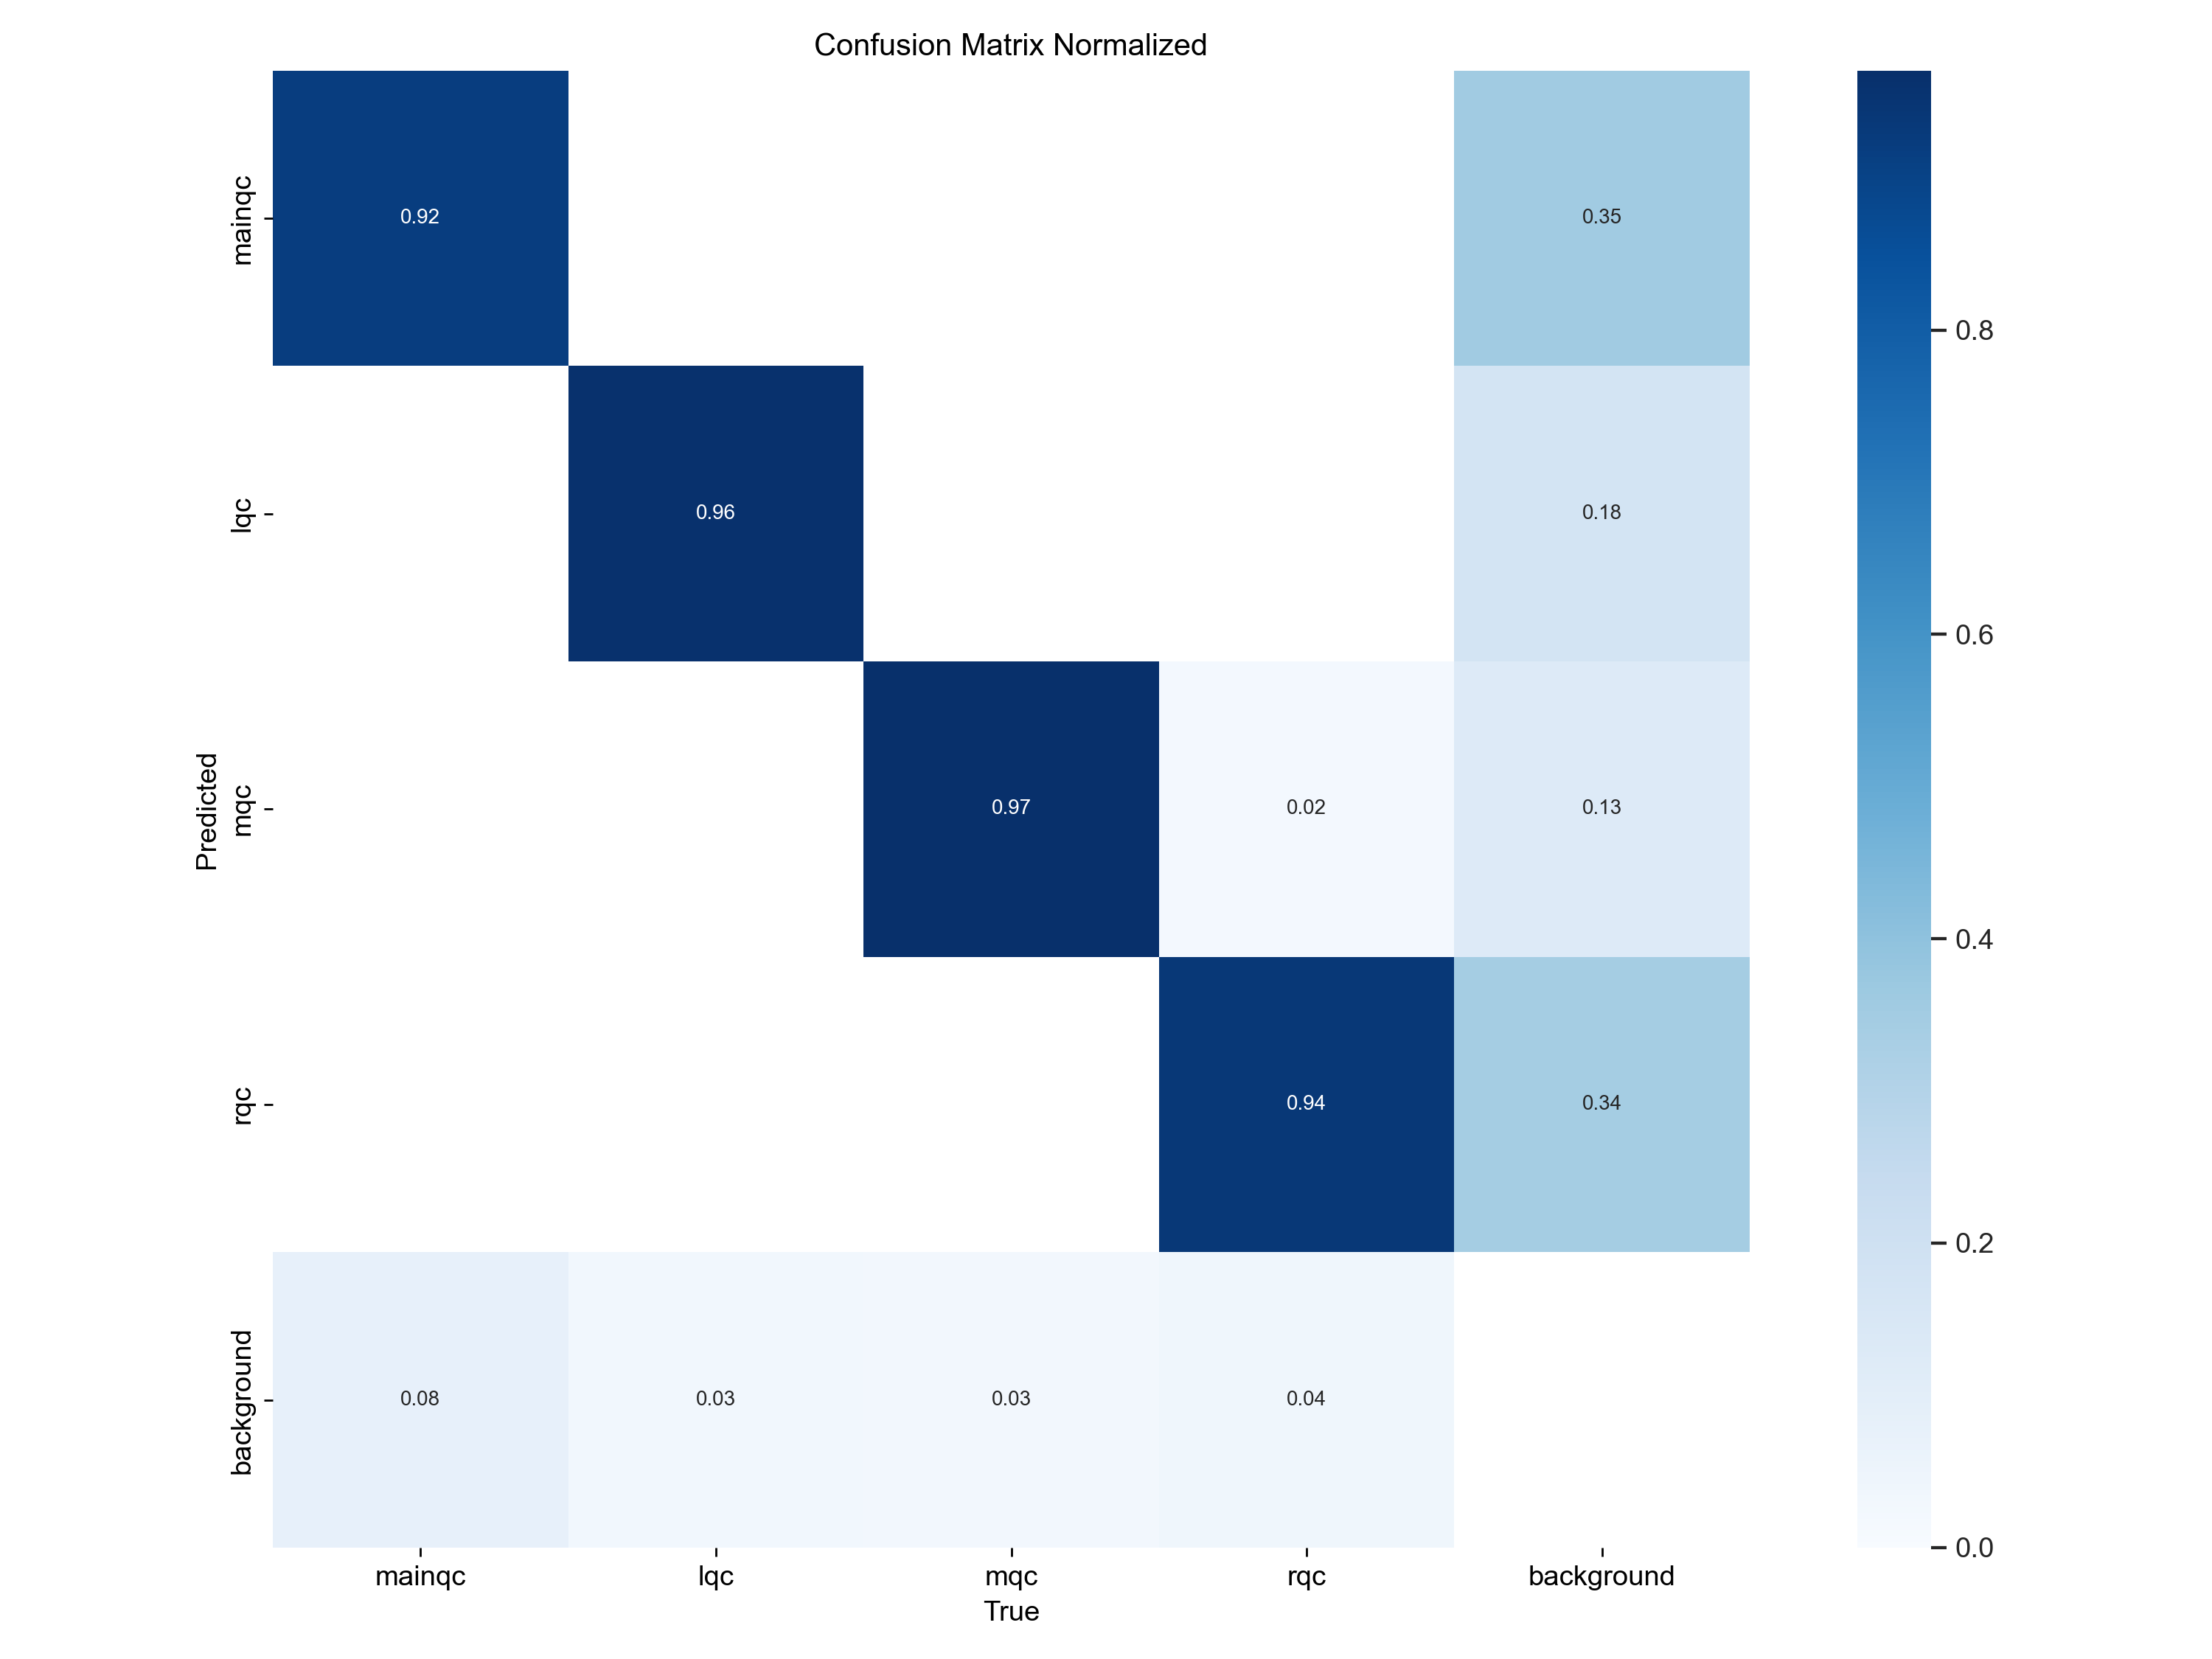 Confusion Matrix Normalized
mainqc
0.92
0.35
lqc
0.96
0.18
Predicted
mqc
0.97
0.02
0.13
rqc
0.94
0.34
background
0.08
0.03
0.03
0.04
mainqc
lqc
mqc
rqc
background
True
0.8
0.6
0.4
0.2
0.0